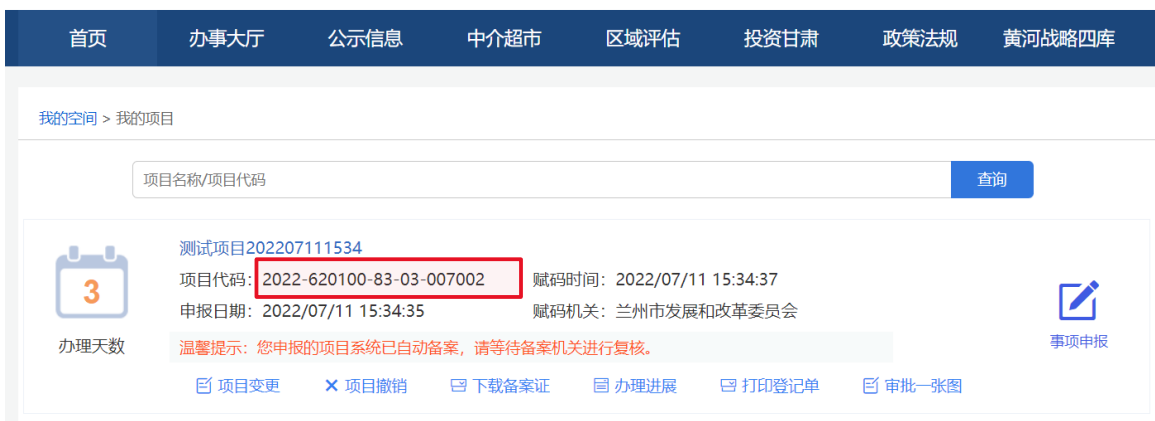 首页 办事大厅 公示信息 中介超市 区域评估 投资甘肃 政策法规 黄河战略四库
我的空间 > 我的项目
项目名称/项目代码 查询
测试项目202207111534
3 项目代码：2022-620100-83-03-007002 赋码时间：2022/07/11 15:34:37
申报日期：2022/07/11 15:34:35 赋码机关：兰州市发展和改革委员会
办理天数 温馨提示：您申报的项目系统已自动备案，请等待备案机关进行复核。 事项申报
项目变更 项目撤销 下载备案证 办理进展 打印登记单 审批一张图